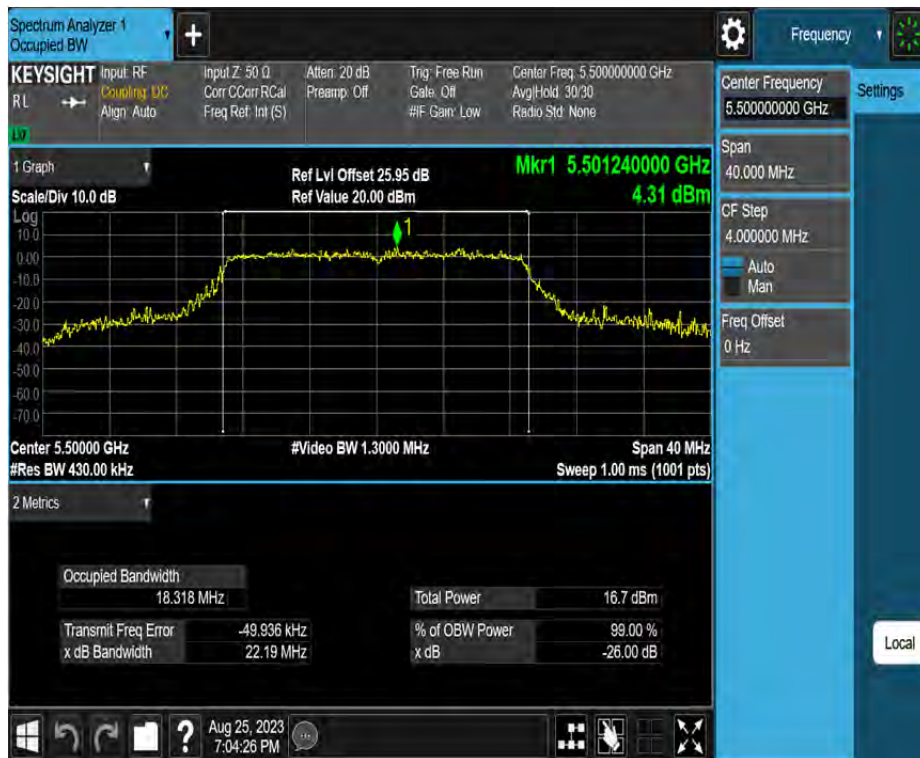 Spectrum Analyzer 1
Occupied BW
+
Frequency
KEYSIGHT
RL
Input: RF
Coupling: DC
Align: Auto
Input Z: 50 Ω
Corr CCorr RCal
Freq Ref: Int (S)
Atten: 20 dB
Preamp: Off
Trig: Free Run
Gate: Off
#IF Gain: Low
Center Freq: 5.500000000 GHz
Avg|Hold: 30/30
Radio Std: None
Center Frequency
5.500000000 GHz
Settings
Span
40.000 MHz
CF Step
4.000000 MHz
Auto
Man
Freq Offset
0 Hz
1 Graph
Scale/Div 10.0 dB
Ref Lvl Offset 25.95 dB
Ref Value 20.00 dBm
Mkr1 5.501240000 GHz
4.31 dBm
Log
10.0
0.00
-10.0
-20.0
-30.0
-40.0
-50.0
-60.0
-70.0
1
Center 5.50000 GHz
#Res BW 430.00 kHz
#Video BW 1.3000 MHz
Span 40 MHz
Sweep 1.00 ms (1001 pts)
2 Metrics
Occupied Bandwidth
18.318 MHz
Total Power 16.7 dBm
Transmit Freq Error -49.936 kHz
% of OBW Power 99.00 %
x dB Bandwidth 22.19 MHz
x dB -26.00 dB
Local
?
Aug 25, 2023
7:04:26 PM